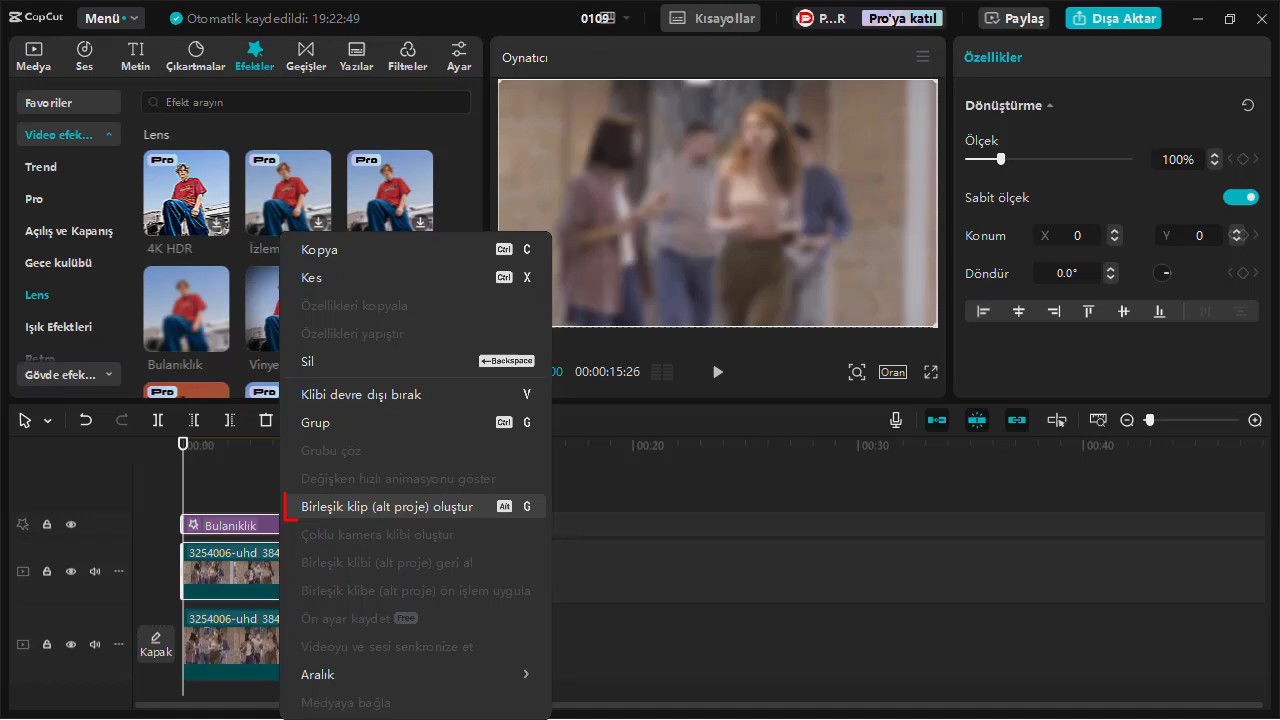 CapCut
Menü
Otomatik kaydedildi: 19:22:49
0109
Kısayollar
P...R
Pro'ya katıl
Paylaş
Dışa Aktar
Medya
Ses
Metin
Çıkartmalar
Efektler
Geçişler
Yazılar
Filtreler
Ayar
Favoriler
Video efek...
Trend
Pro
Açılış ve Kapanış
Gece kulübü
Lens
Işık Efektleri
Retro
Gövde efek...
Efekt arayın
Lens
Pro
Pro
Pro
4K HDR
İzlem
Bulanıklık
Vinye
Pro
Pro
Oynatıcı
00:00:15:26
Oran
Özellikler
Dönüştürme
Ölçek
100%
Sabit ölçek
Konum
X 0
Y 0
Döndür
0.0°
Kopya Ctrl C
Kes Ctrl X
Özellikleri kopyala
Özellikleri yapıştır
Sil ←Backspace
Klibi devre dışı bırak V
Grup Ctrl G
Grubu çöz
Değişken hızlı animasyonu göster
Birleşik klip (alt proje) oluştur Alt G
Çoklu kamera klibi oluştur
Birleşik klibi (alt proje) geri al
Birleşik klibe (alt proje) ön işlem uygula
Ön ayar kaydet Free
Videoyu ve sesi senkronize et
Aralık
Medyaya bağla
00:00
00:20
00:30
00:40
Bulanıklık
3254006-uhd 384
3254006-uhd 384
Kapak